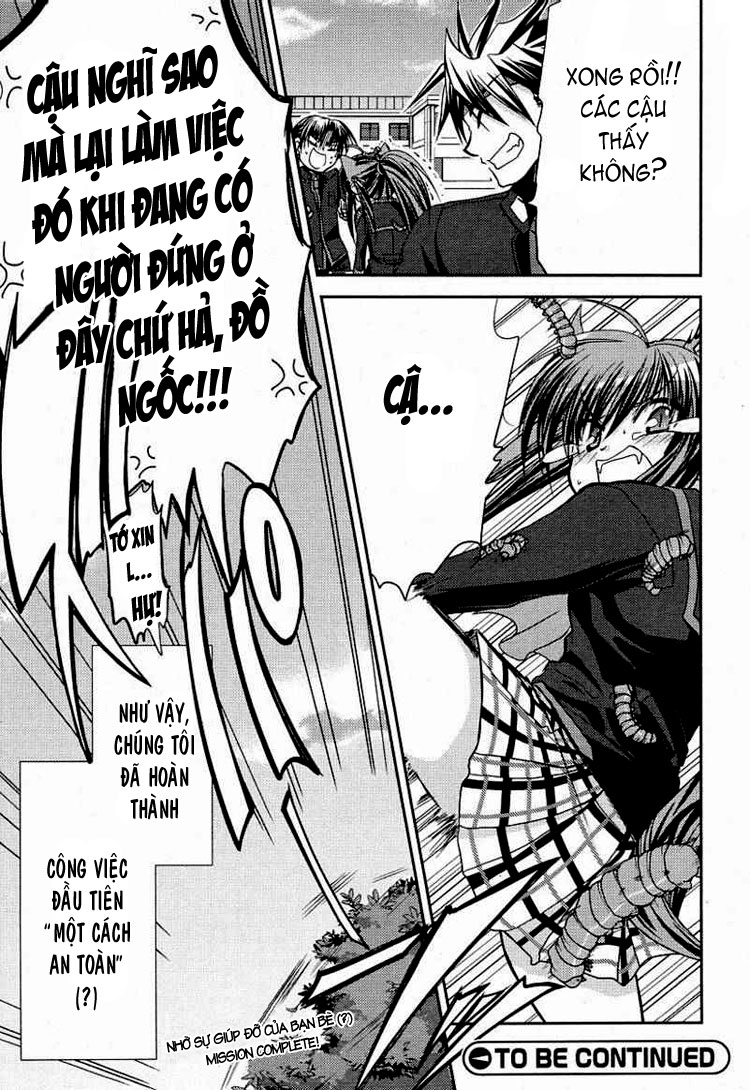 XONG RỒI!!
CÁC CẬU
THẤY
KHÔNG?
CẬ...
CẬU NGHĨ SAO
MÀ LẠI LÀM VIỆC
ĐÓ KHI ĐANG CÓ
NGƯỜI ĐỨNG Ở
ĐÂY CHỨ HẢ, ĐỒ
NGỐC!!!
TỚ XIN
L...
HỰ!
NHƯ VẬY,
CHÚNG TÔI
ĐÃ HOÀN
THÀNH
CÔNG VIỆC
ĐẦU TIÊN
“MỘT CÁCH
AN TOÀN”
(?)
NHỜ SỰ GIÚP ĐỠ CỦA BẠN BÈ (?)
MISSION COMPLETE!
TO BE CONTINUED